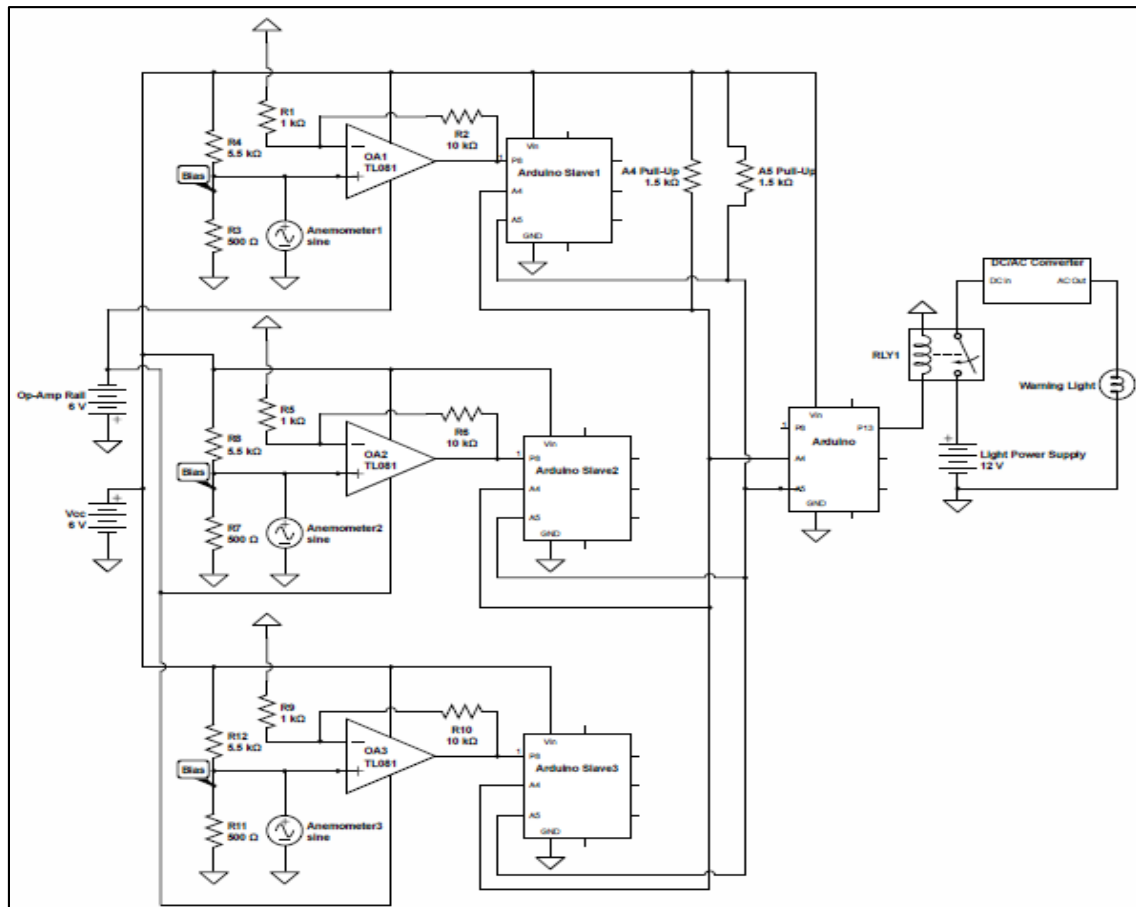 R1
1 kΩ
R4
5.5 kΩ
Bias
R3
500 Ω
Anemometer1
sine
OA1
TL081
R2
10 kΩ
1
Vin
P8
Arduino Slave1
A4
A5
GND
A4 Pull-Up
1.5 kΩ
A5 Pull-Up
1.5 kΩ
Op-Amp Rail
6 V
Vcc
6 V
R5
1 kΩ
R8
5.5 kΩ
Bias
R7
500 Ω
Anemometer2
sine
OA2
TL081
R6
10 kΩ
1
Vin
P8
Arduino Slave2
A4
A5
GND
R9
1 kΩ
R12
5.5 kΩ
Bias
R11
500 Ω
Anemometer3
sine
OA3
TL081
R10
10 kΩ
1
Vin
P8
Arduino Slave3
A4
A5
GND
1
Vin
P8
P13
Arduino
A4
A5
GND
RLY1
DC/AC Converter
DC In
AC Out
Warning Light
Light Power Supply
12 V